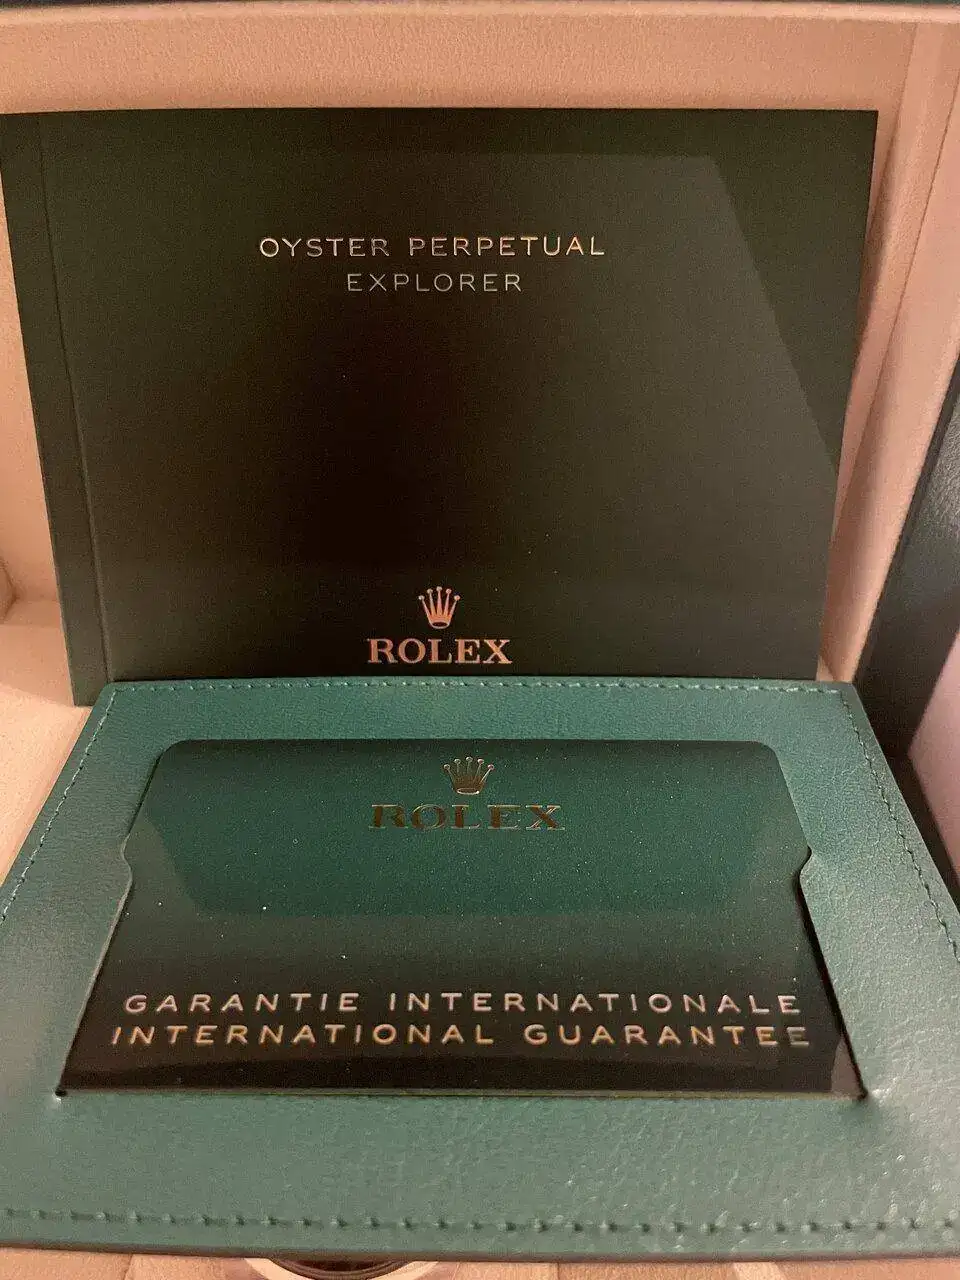 OYSTER PERPETUAL
EXPLORER
ROLEX
ROLEX
GARANTIE INTERNATIONALE
INTERNATIONAL GUARANTEE